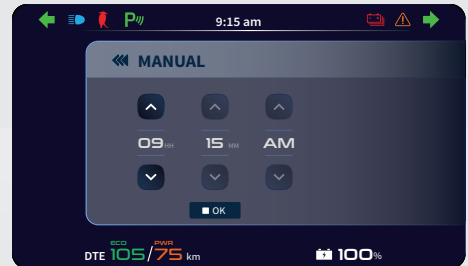 P
9:15 am
MANUAL
09 HH 15 MM AM
OK
ECO PWR
DTE 105/75 km 100%